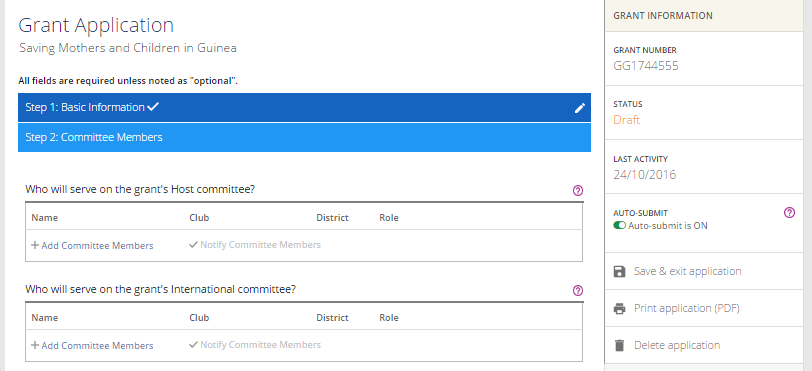 Grant Application
Saving Mothers and Children in Guinea
All fields are required unless noted as "optional".
Step 1: Basic Information
Step 2: Committee Members
Who will serve on the grant's Host committee?
Name Club District Role
Add Committee Members Notify Committee Members
Who will serve on the grant's International committee?
Name Club District Role
Add Committee Members Notify Committee Members
GRANT INFORMATION
GRANT NUMBER
GG1744555
STATUS
Draft
LAST ACTIVITY
24/10/2016
AUTO-SUBMIT
Auto-submit is ON
Save & exit application
Print application (PDF)
Delete application